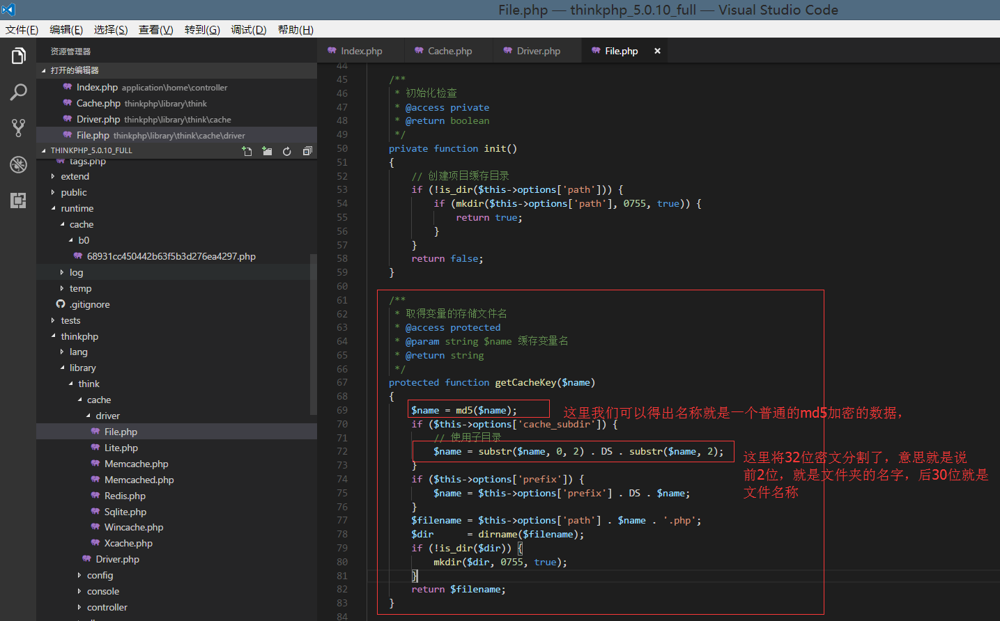 File.php — thinkphp_5.0.10_full — Visual Studio Code
文件(F) 编辑(E) 选择(S) 查看(V) 转到(G) 调试(D) 帮助(H)
资源管理器
打开的编辑器
Index.php application\home\controller
Cache.php thinkphp\library\think
Driver.php thinkphp\library\think\cache
File.php thinkphp\library\think\cache\driver
THINKPHP_5.0.10_FULL
tags.php
extend
public
runtime
cache
b0
68931cc450442b63f5b3d276ea4297.php
log
temp
.gitignore
tests
thinkphp
lang
library
think
cache
driver
File.php
Lite.php
Memcache.php
Memcached.php
Redis.php
Sqlite.php
Wincache.php
Xcache.php
Driver.php
config
console
controller
Index.php Cache.php Driver.php File.php ×
44
45 /**
46 * 初始化检查
47 * @access private
48 * @return boolean
49 */
50 private function init()
51 {
52 // 创建项目缓存目录
53 if (!is_dir($this->options['path'])) {
54 if (mkdir($this->options['path'], 0755, true)) {
55 return true;
56 }
57 }
58 return false;
59 }
60
61 /**
62 * 取得变量的存储文件名
63 * @access protected
64 * @param string $name 缓存变量名
65 * @return string
66 */
67 protected function getCacheKey($name)
68 {
69 $name = md5($name);
这里我们可以得出名称就是一个普通的md5加密的数据，
70 if ($this->options['cache_subdir']) {
71 // 使用子目录
72 $name = substr($name, 0, 2) . DS . substr($name, 2);
这里将32位密文分割了，意思就是说
前2位，就是文件夹的名字，后30位就是
文件名称
73 }
74 if ($this->options['prefix']) {
75 $name = $this->options['prefix'] . DS . $name;
76 }
77 $filename = $this->options['path'] . $name . '.php';
78 $dir = dirname($filename);
79 if (!is_dir($dir)) {
80 mkdir($dir, 0755, true);
81 }
82 return $filename;
83 }
84